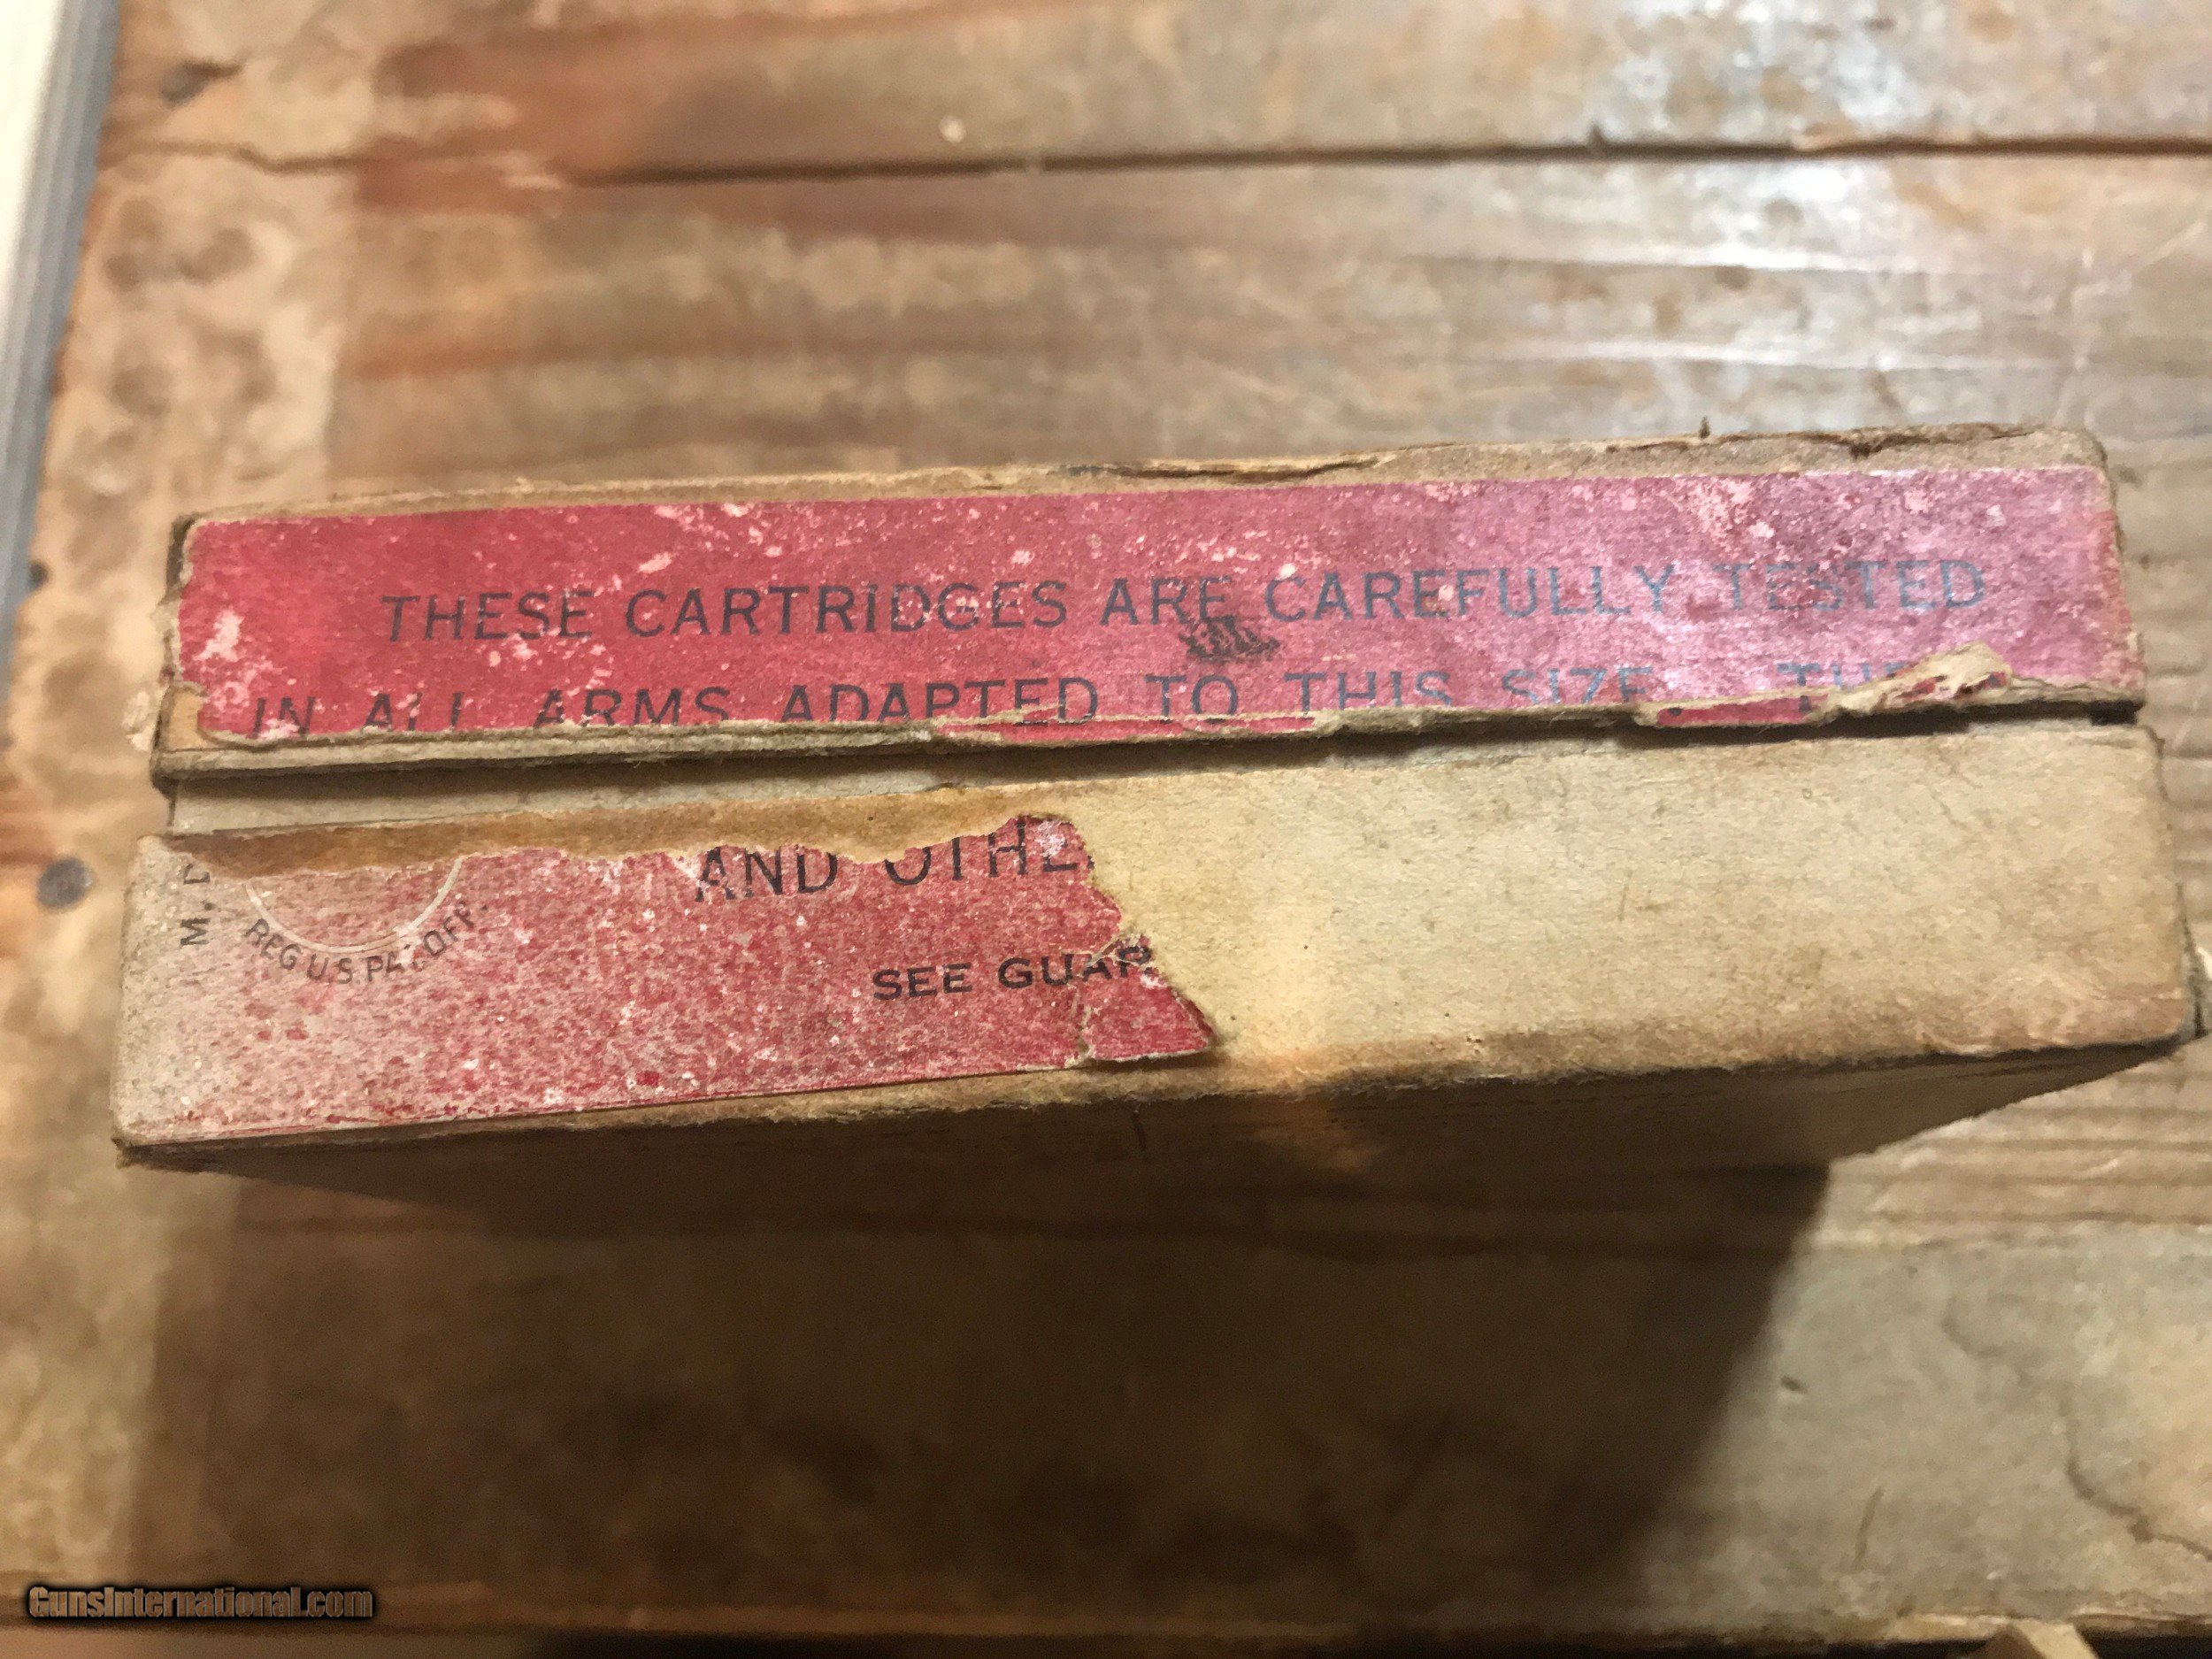 THESE CARTRIDGES ARE CAREFULLY TESTED
IN ALL ARMS ADAPTED TO THIS SIZE.
AND OTHE
M.
REG U.S. PAT. OFF.
SEE GUAR
GunsInternational.com